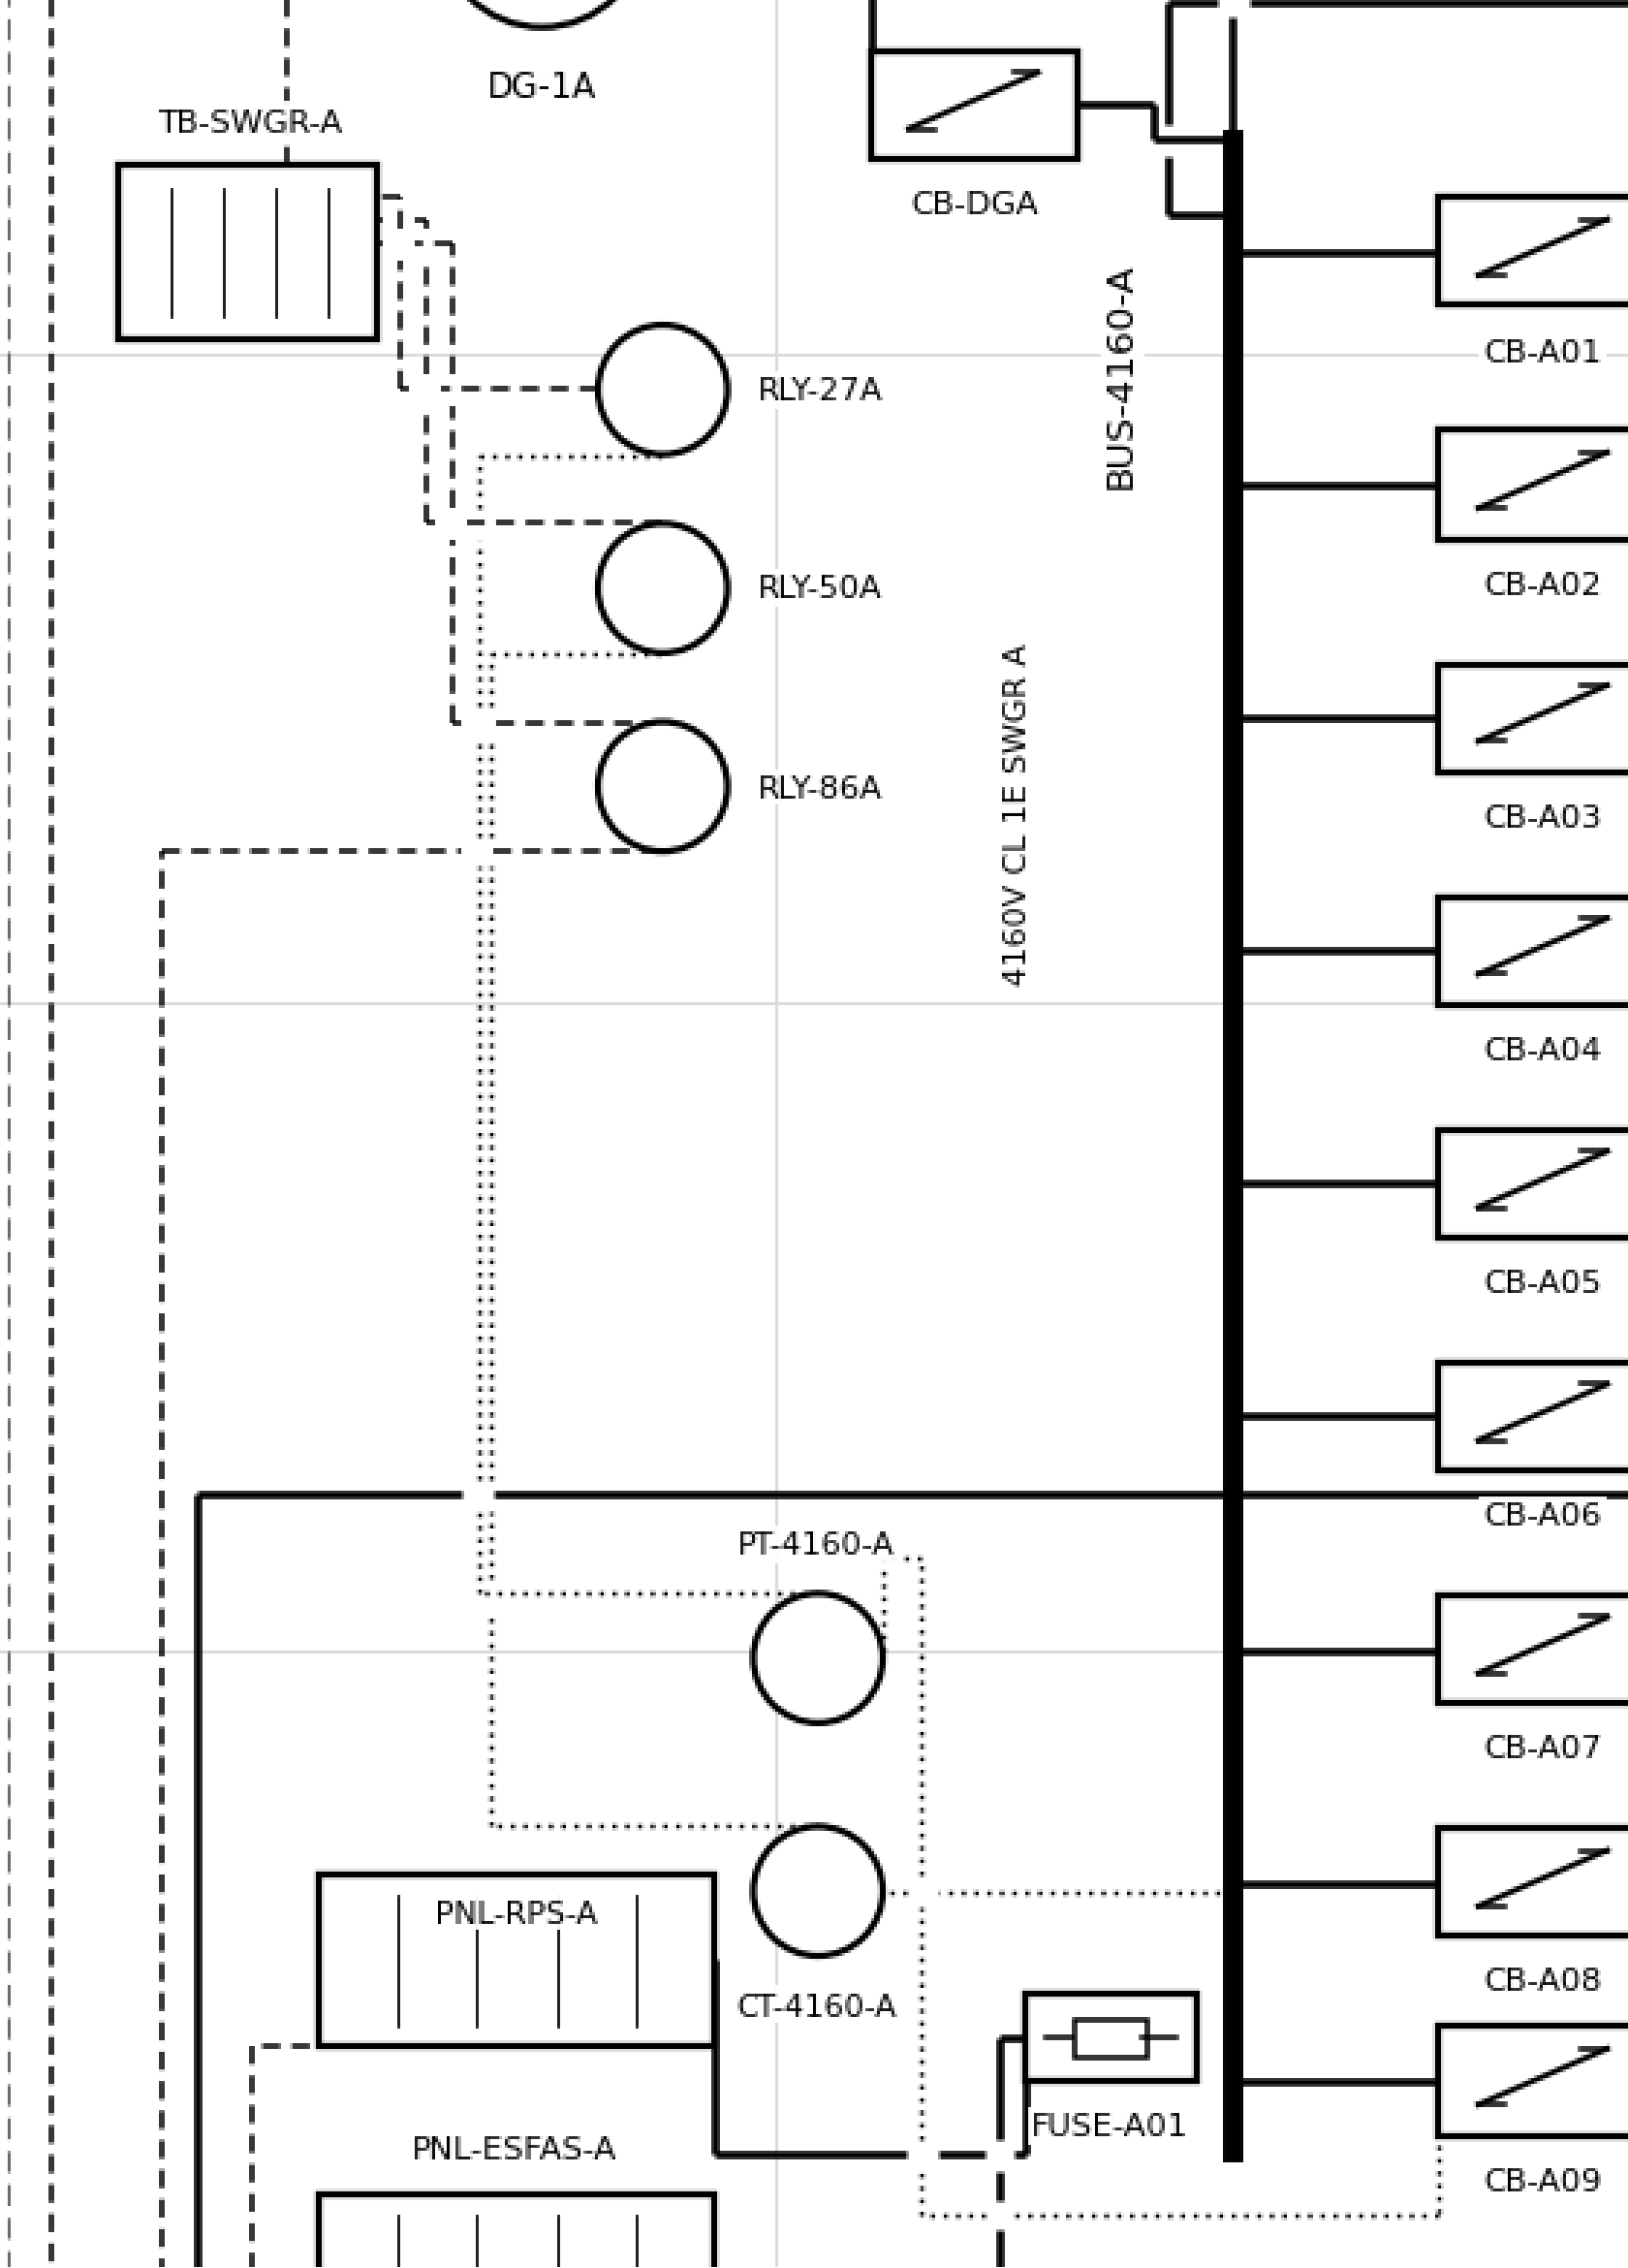 DG-1A
TB-SWGR-A
CB-DGA
BUS-4160-A
CB-A01
RLY-27A
CB-A02
RLY-50A
4160V CL 1E SWGR A
RLY-86A
CB-A03
CB-A04
CB-A05
CB-A06
PT-4160-A
CB-A07
PNL-RPS-A
CB-A08
CT-4160-A
FUSE-A01
PNL-ESFAS-A
CB-A09